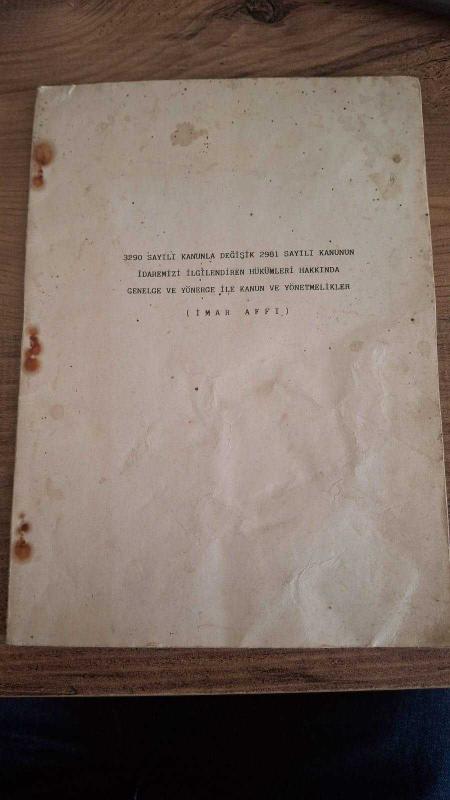 3290 SAYILI KANUNLA DEĞİŞİK 2981 SAYILI KANUNUN
İDAREMİZİ İLGİLENDİREN HÜKÜMLERİ HAKKINDA
GENELGE VE YÖNERGE İLE KANUN VE YÖNETMELİKLER
( İ M A R A F F I )